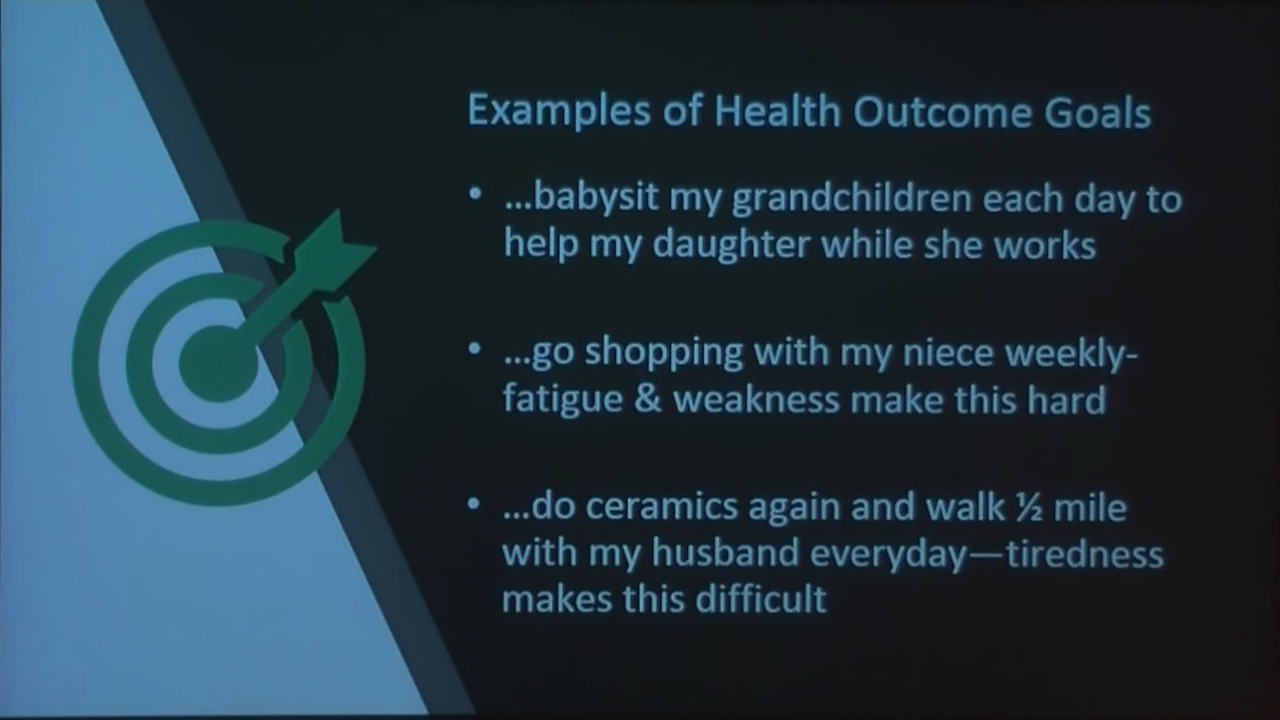 Examples of Health Outcome Goals
• ...babysit my grandchildren each day to
help my daughter while she works
• ...go shopping with my niece weekly-
fatigue & weakness make this hard
• ...do ceramics again and walk ½ mile
with my husband everyday—tiredness
makes this difficult